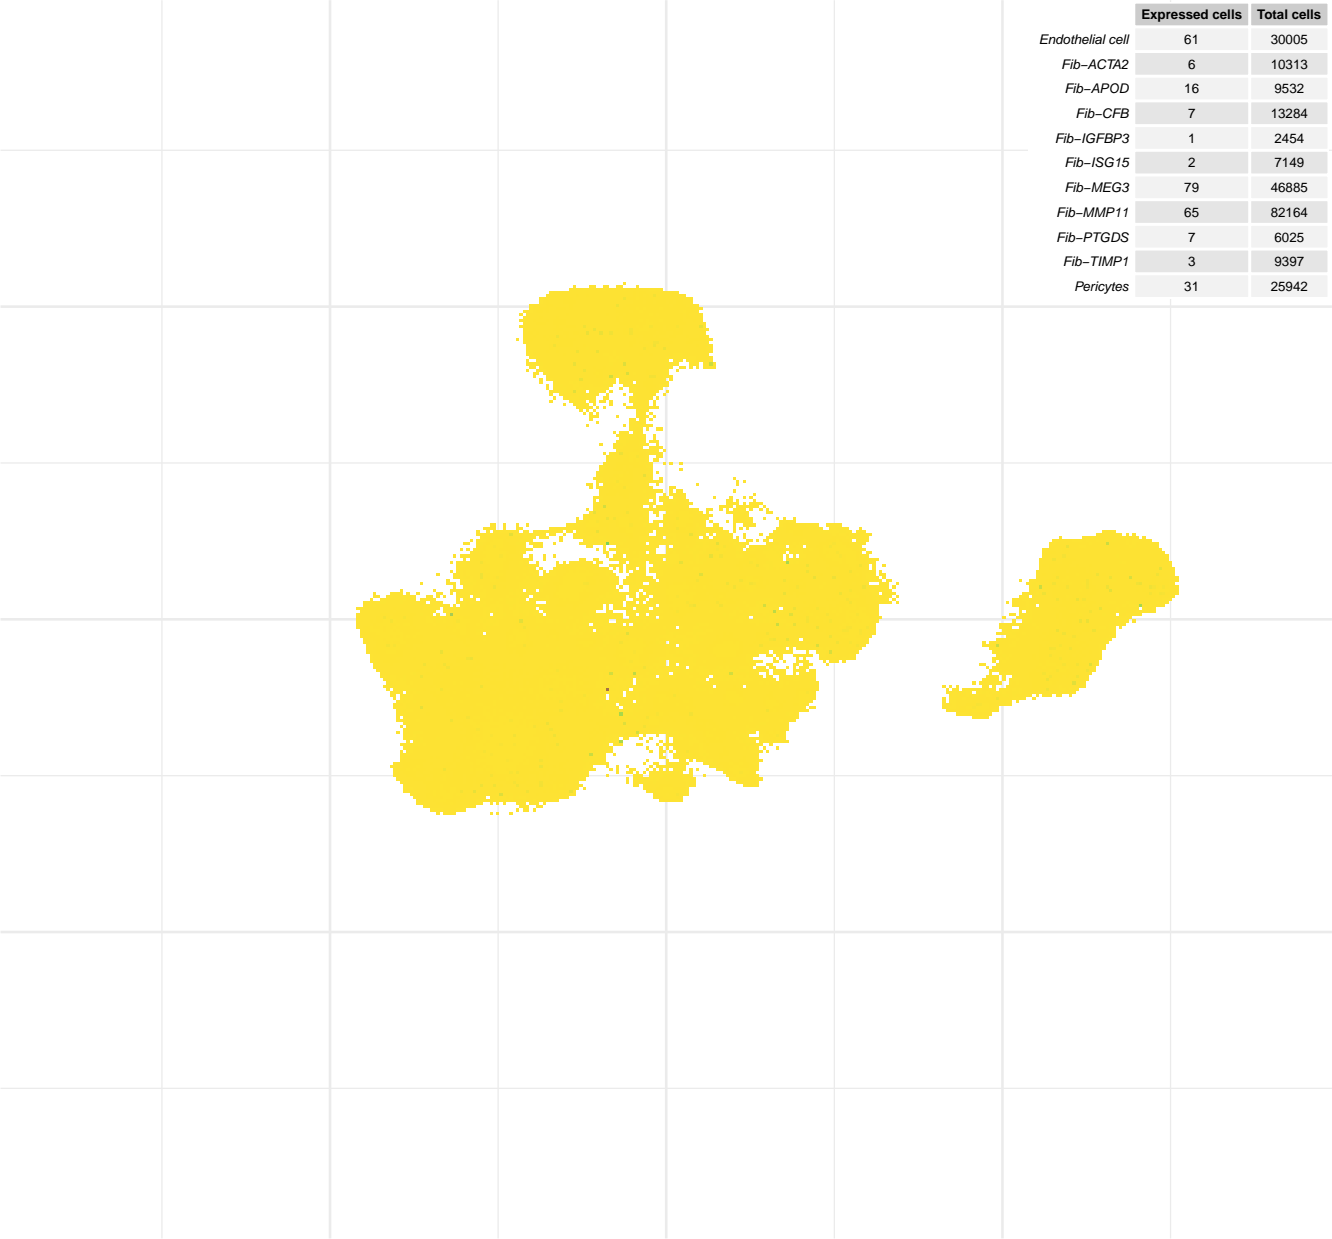 Expressed cells Total cells
Endothelial cell 61 30005
Fib−ACTA2 6 10313
Fib−APOD 16 9532
Fib−CFB 7 13284
Fib−IGFBP3 1 2454
Fib−ISG15 2 7149
Fib−MEG3 79 46885
Fib−MMP11 65 82164
Fib−PTGDS 7 6025
Fib−TIMP1 3 9397
Pericytes 31 25942